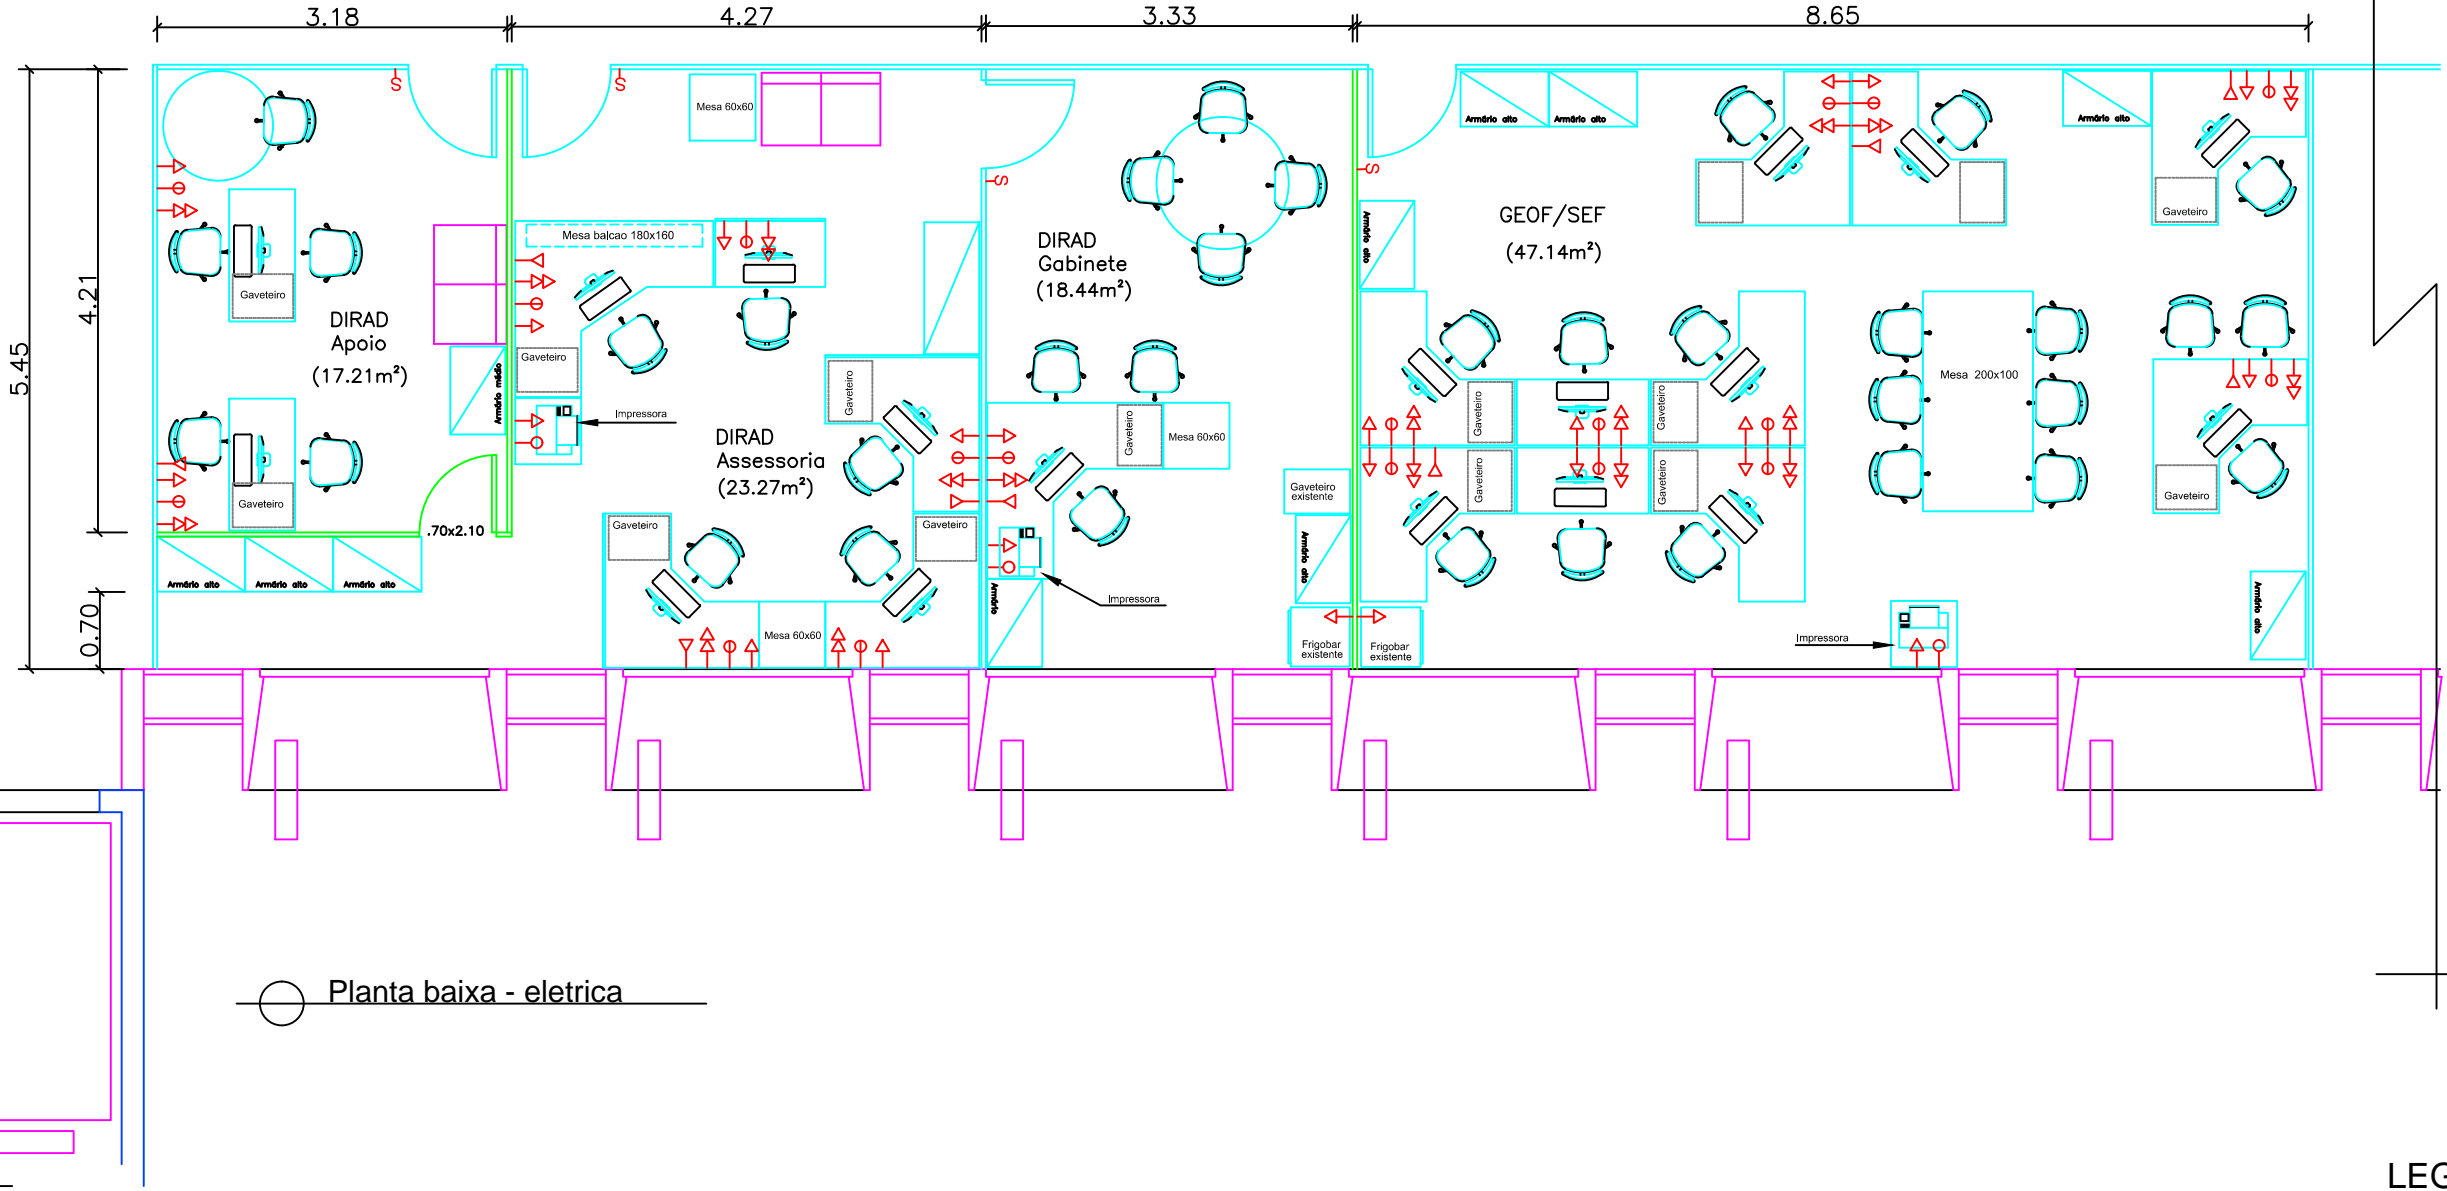 3.18
4.27
3.33
8.65
5.45
4.21
0.70
S
S
S
S
Mesa 60x60
Armário alto
Armário alto
Armário alto
Gaveteiro
Mesa balcao 180x160
DIRAD
Gabinete
(18.44m²)
GEOF/SEF
(47.14m²)
Armário alto
Gaveteiro
DIRAD
Apoio
(17.21m²)
Armário médio
Gaveteiro
Impressora
Gaveteiro
DIRAD
Assessoria
(23.27m²)
Gaveteiro
Mesa 60x60
Gaveteiro
Gaveteiro
Mesa 200x100
Gaveteiro
Gaveteiro
Gaveteiro
.70x2.10
Gaveteiro
Gaveteiro
Gaveteiro
existente
Armário alto
Gaveteiro
Armário alto
Armário alto
Armário alto
Armário
Impressora
Mesa 60x60
Frigobar
existente
Frigobar
existente
Impressora
Armário alto
Planta baixa - eletrica
LEG